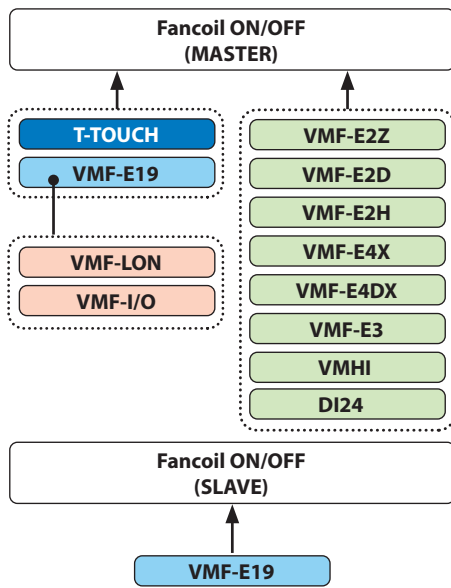 Fancoil ON/OFF
(MASTER)
T-TOUCH
VMF-E19
VMF-LON
VMF-I/O
VMF-E2Z
VMF-E2D
VMF-E2H
VMF-E4X
VMF-E4DX
VMF-E3
VMHI
DI24
Fancoil ON/OFF
(SLAVE)
VMF-E19